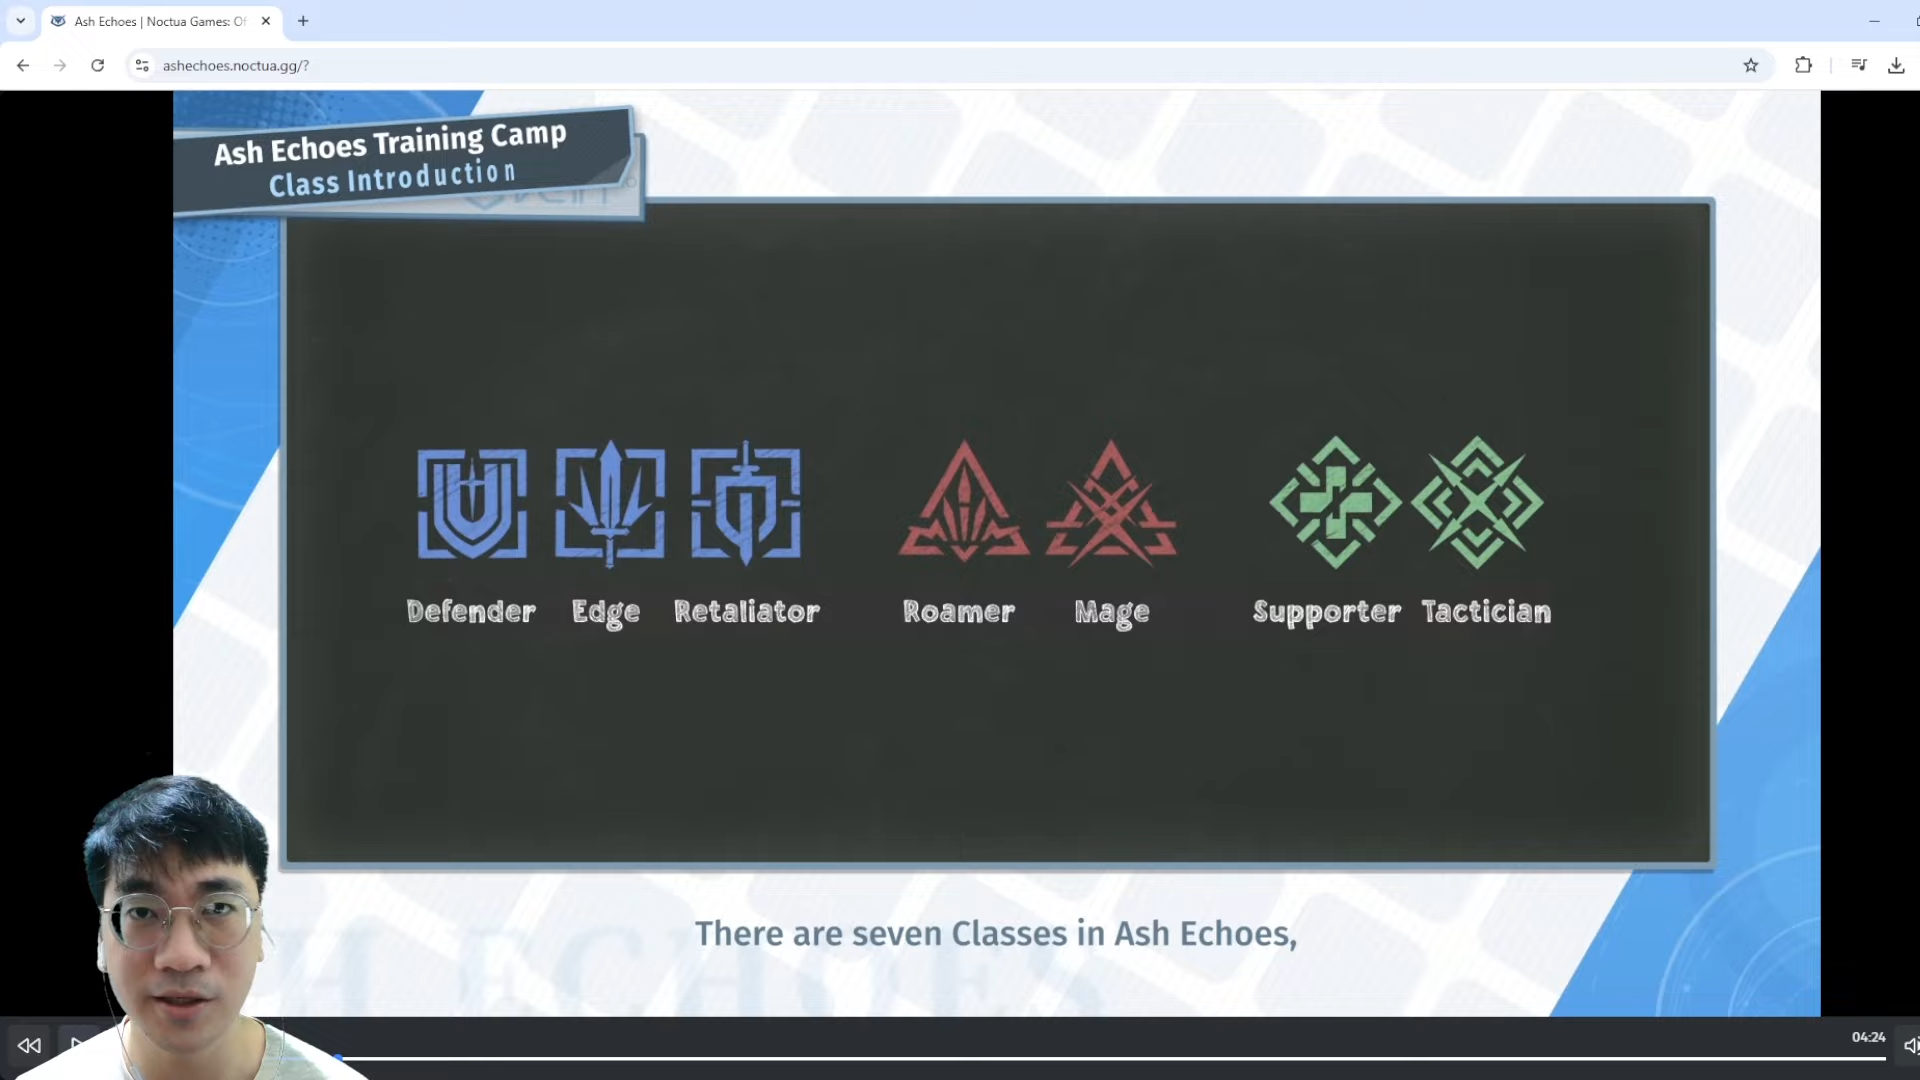 Ash Echoes | Noctua Games: Of
ashechoes.noctua.gg/?
Ash Echoes Training Camp
Class Introduction
Defender Edge Retaliator Roamer Mage Supporter Tactician
There are seven Classes in Ash Echoes,
04:24